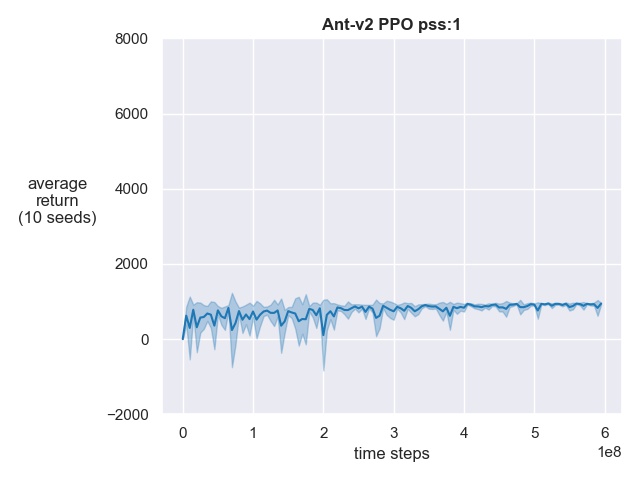 Ant-v2 PPO pss:1
8000
6000
4000
2000
0
−2000
average
return
(10 seeds)
0 1 2 3 4 5 6
1e8
time steps